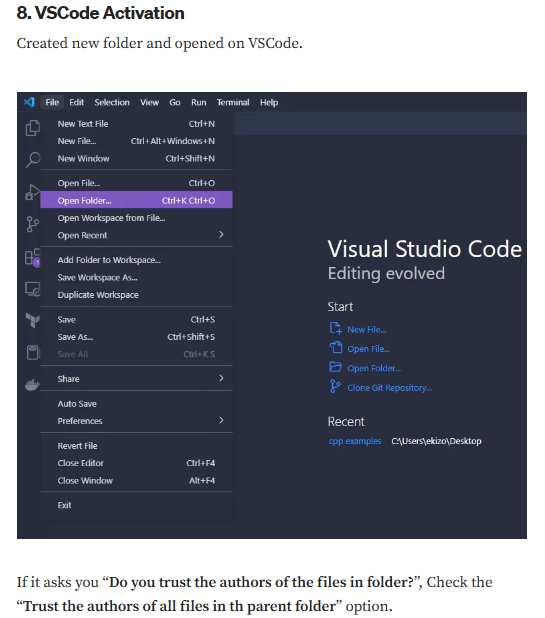 8. VSCode Activation
Created new folder and opened on VSCode.
File Edit Selection View Go Run Terminal Help
New Text File Ctrl+N
New File... Ctrl+Alt+Windows+N
New Window Ctrl+Shift+N
Open File... Ctrl+O
Open Folder... Ctrl+K Ctrl+O
Open Workspace from File...
Open Recent
Add Folder to Workspace...
Save Workspace As...
Duplicate Workspace
Save Ctrl+S
Save As... Ctrl+Shift+S
Save All Ctrl+K S
Share
Auto Save
Preferences
Revert File
Close Editor Ctrl+F4
Close Window Alt+F4
Exit
Visual Studio Code
Editing evolved
Start
New File...
Open File...
Open Folder...
Clone Git Repository...
Recent
cpp examples C:\Users\ekizo\Desktop
If it asks you “Do you trust the authors of the files in folder?”, Check the
“Trust the authors of all files in th parent folder” option.